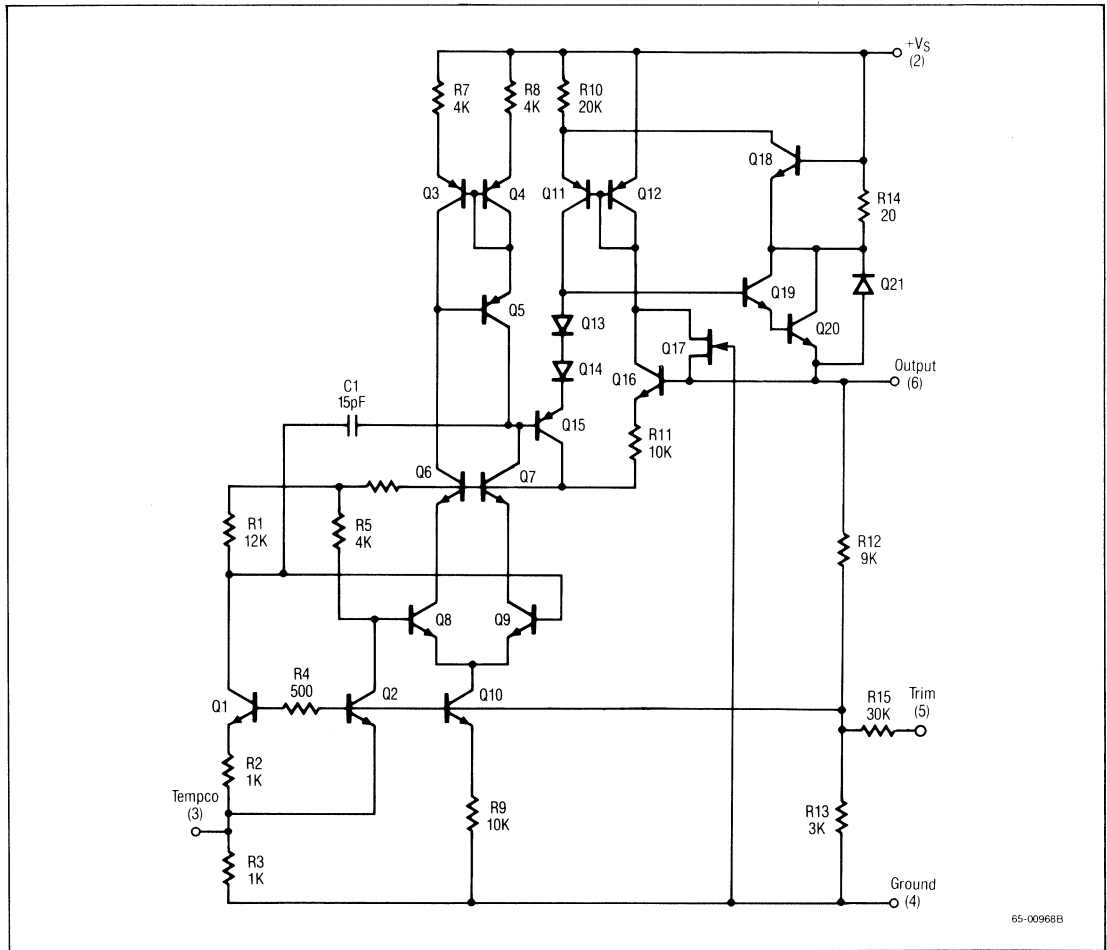 +VS
(2)
R7
4K
R8
4K
R10
20K
Q18
R14
20
Q3
Q4
Q11
Q12
Q19
Q21
Q5
Q13
Q20
Q17
Q14
Output
(6)
Q16
C1
15pF
Q15
R11
10K
Q6
Q7
R1
12K
R5
4K
R12
9K
Q8
Q9
R4
500
Q1
Q2
Q10
R15
30K
Trim
(5)
R2
1K
Tempco
(3)
R9
10K
R13
3K
R3
1K
Ground
(4)
65-00968B